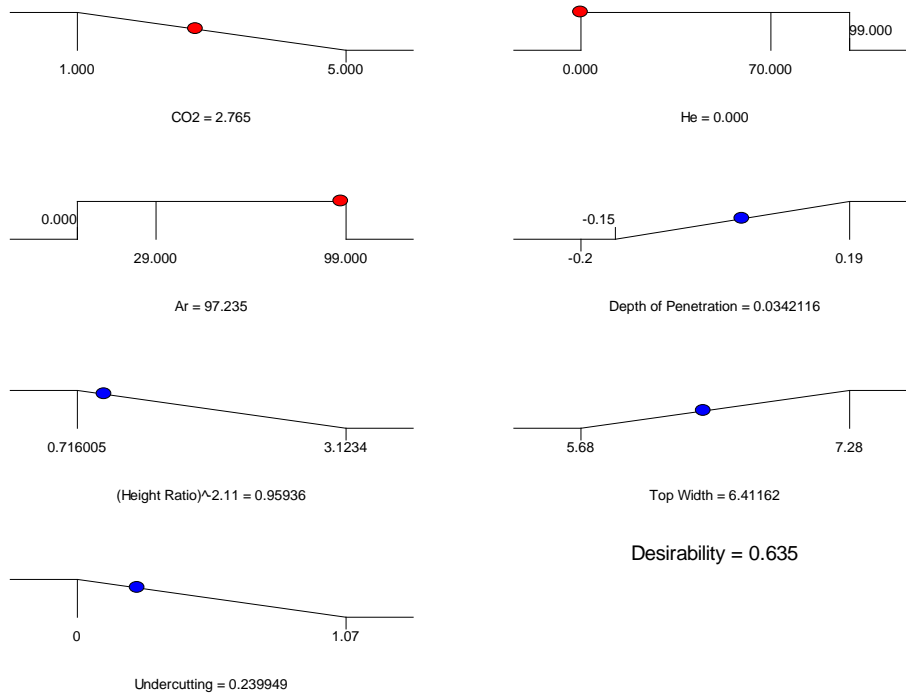 1.000
5.000
CO2 = 2.765
0.000
70.000
99.000
He = 0.000
0.000
29.000
99.000
Ar = 97.235
-0.15
-0.2
0.19
Depth of Penetration = 0.0342116
0.716005
3.1234
(Height Ratio)^-2.11 = 0.95936
5.68
7.28
Top Width = 6.41162
Desirability = 0.635
0
1.07
Undercutting = 0.239949